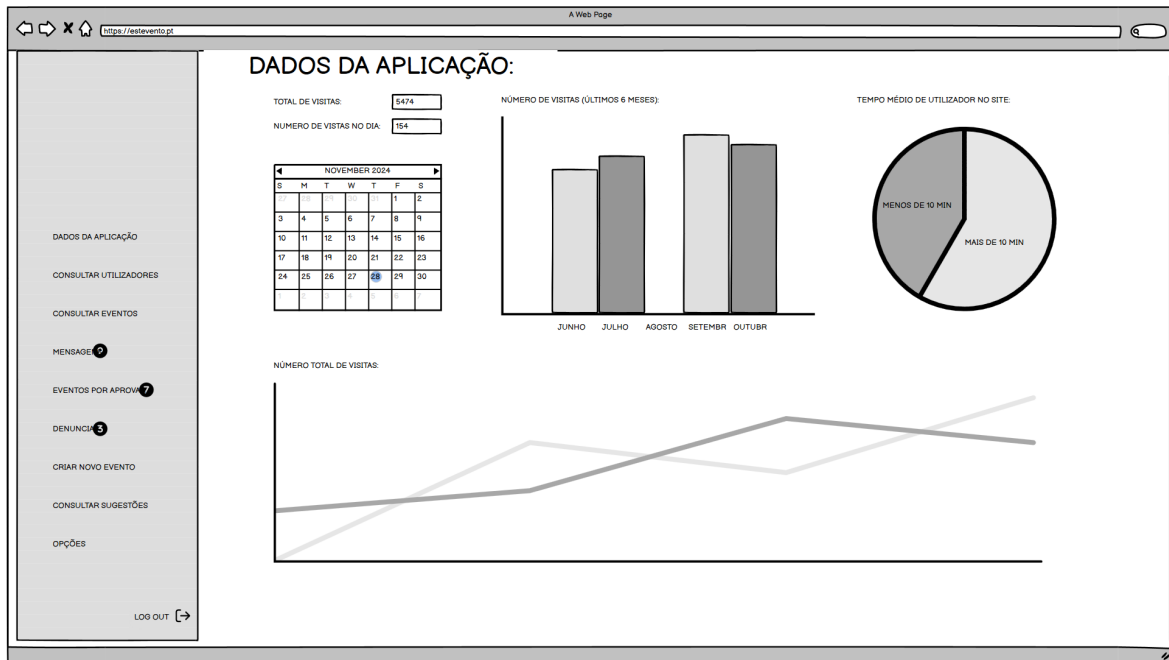 A Web Page
https://estevento.pt
DADOS DA APLICAÇÃO
CONSULTAR UTILIZADORES
CONSULTAR EVENTOS
MENSAGE ?
EVENTOS POR APROVA 7
DENUNCIA 3
CRIAR NOVO EVENTO
CONSULTAR SUGESTÕES
OPÇÕES
LOG OUT
DADOS DA APLICAÇÃO:
TOTAL DE VISITAS: 5474
NUMERO DE VISTAS NO DIA: 154
NOVEMBER 2024
S M T W T F S
27 28 29 30 31 1 2
3 4 5 6 7 8 9
10 11 12 13 14 15 16
17 18 19 20 21 22 23
24 25 26 27 28 29 30
1 2 3 4 5 6 7
NÚMERO DE VISITAS (ÚLTIMOS 6 MESES):
JUNHO JULHO AGOSTO SETEMBR OUTUBR
TEMPO MÉDIO DE UTILIZADOR NO SITE:
MENOS DE 10 MIN
MAIS DE 10 MIN
NÚMERO TOTAL DE VISITAS: